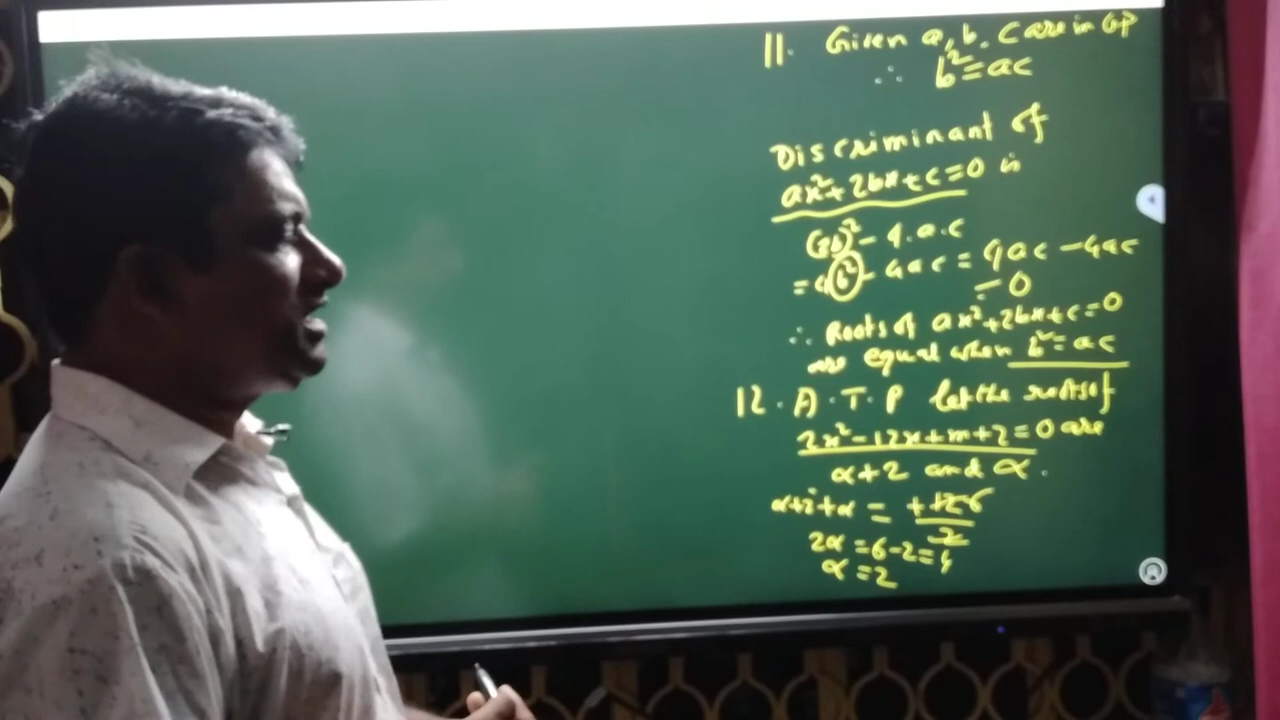 11. Given a, b, c are in GP
∴ b²=ac
Discriminant of
ax²+2bx+c=0 is
(2b)²-4.a.c
=4b²-4ac=4ac-4ac
=0
∴ Roots of ax²+2bx+c=0
are equal when b²=ac
12. A.T.P let the roots of
2x²-12x+m+2=0 are
α+2 and α.
α+2+α = +12 6
2
2α=6-2=4
α=2